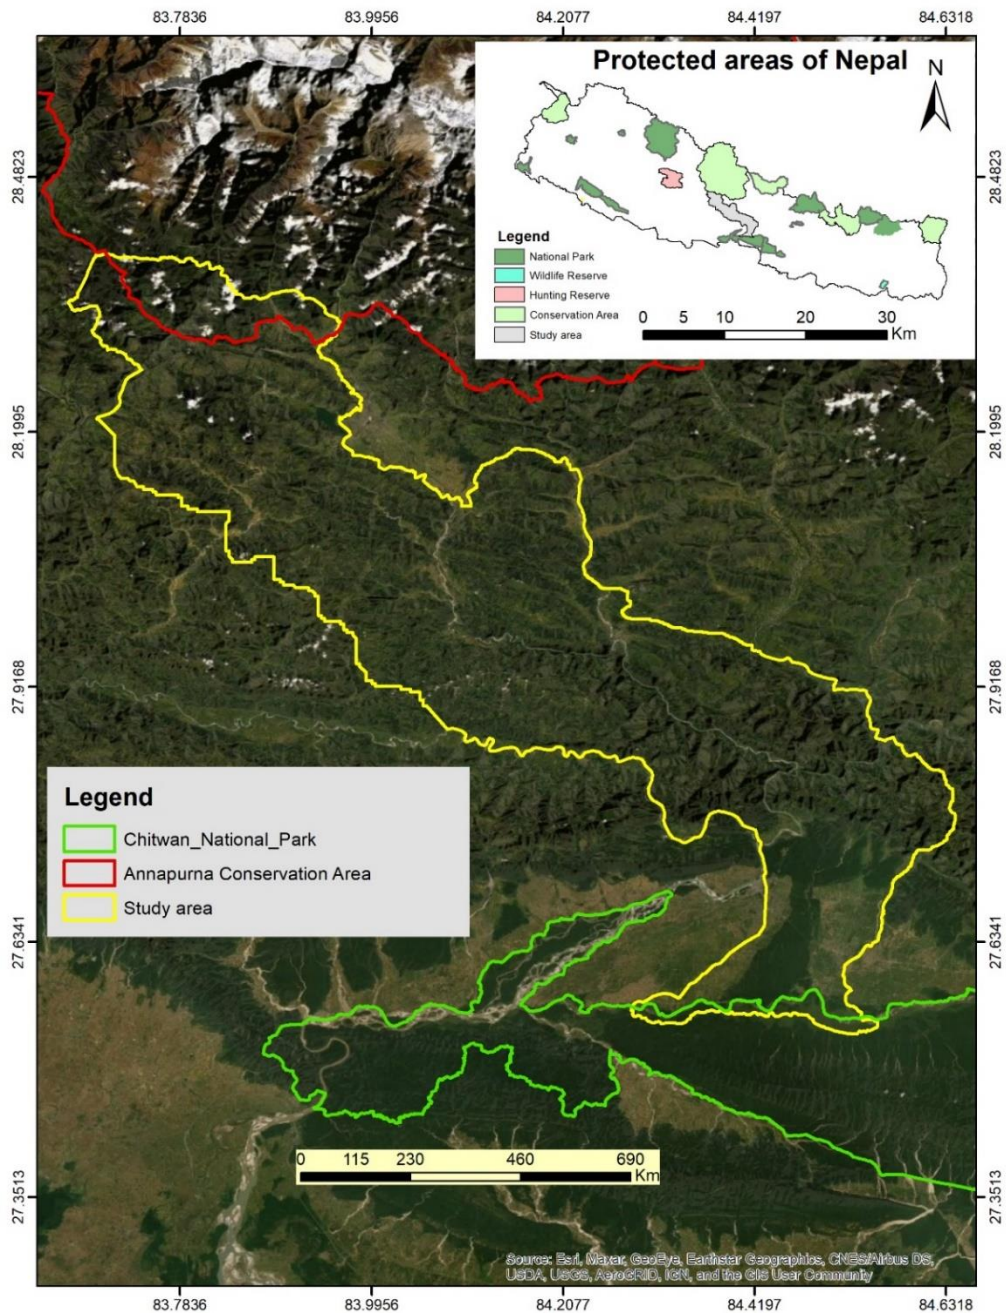 83.7836 83.9956 84.2077 84.4197 84.6318
Protected areas of Nepal
N
Legend
National Park
Wildlife Reserve
Hunting Reserve
Conservation Area
Study area
0 5 10 20 30
Km
28.4823 28.4823
28.1995 28.1995
27.9168 27.9168
Legend
Chitwan_National_Park
Annapurna Conservation Area
Study area
27.6341 27.6341
0 115 230 460 690
Km
27.3513 27.3513
Source: Esri, Maxar, GeoEye, Earthstar Geographics, CNES/Airbus DS,
USDA, USGS, AeroGRID, IGN, and the GIS User Community
83.7836 83.9956 84.2077 84.4197 84.6318